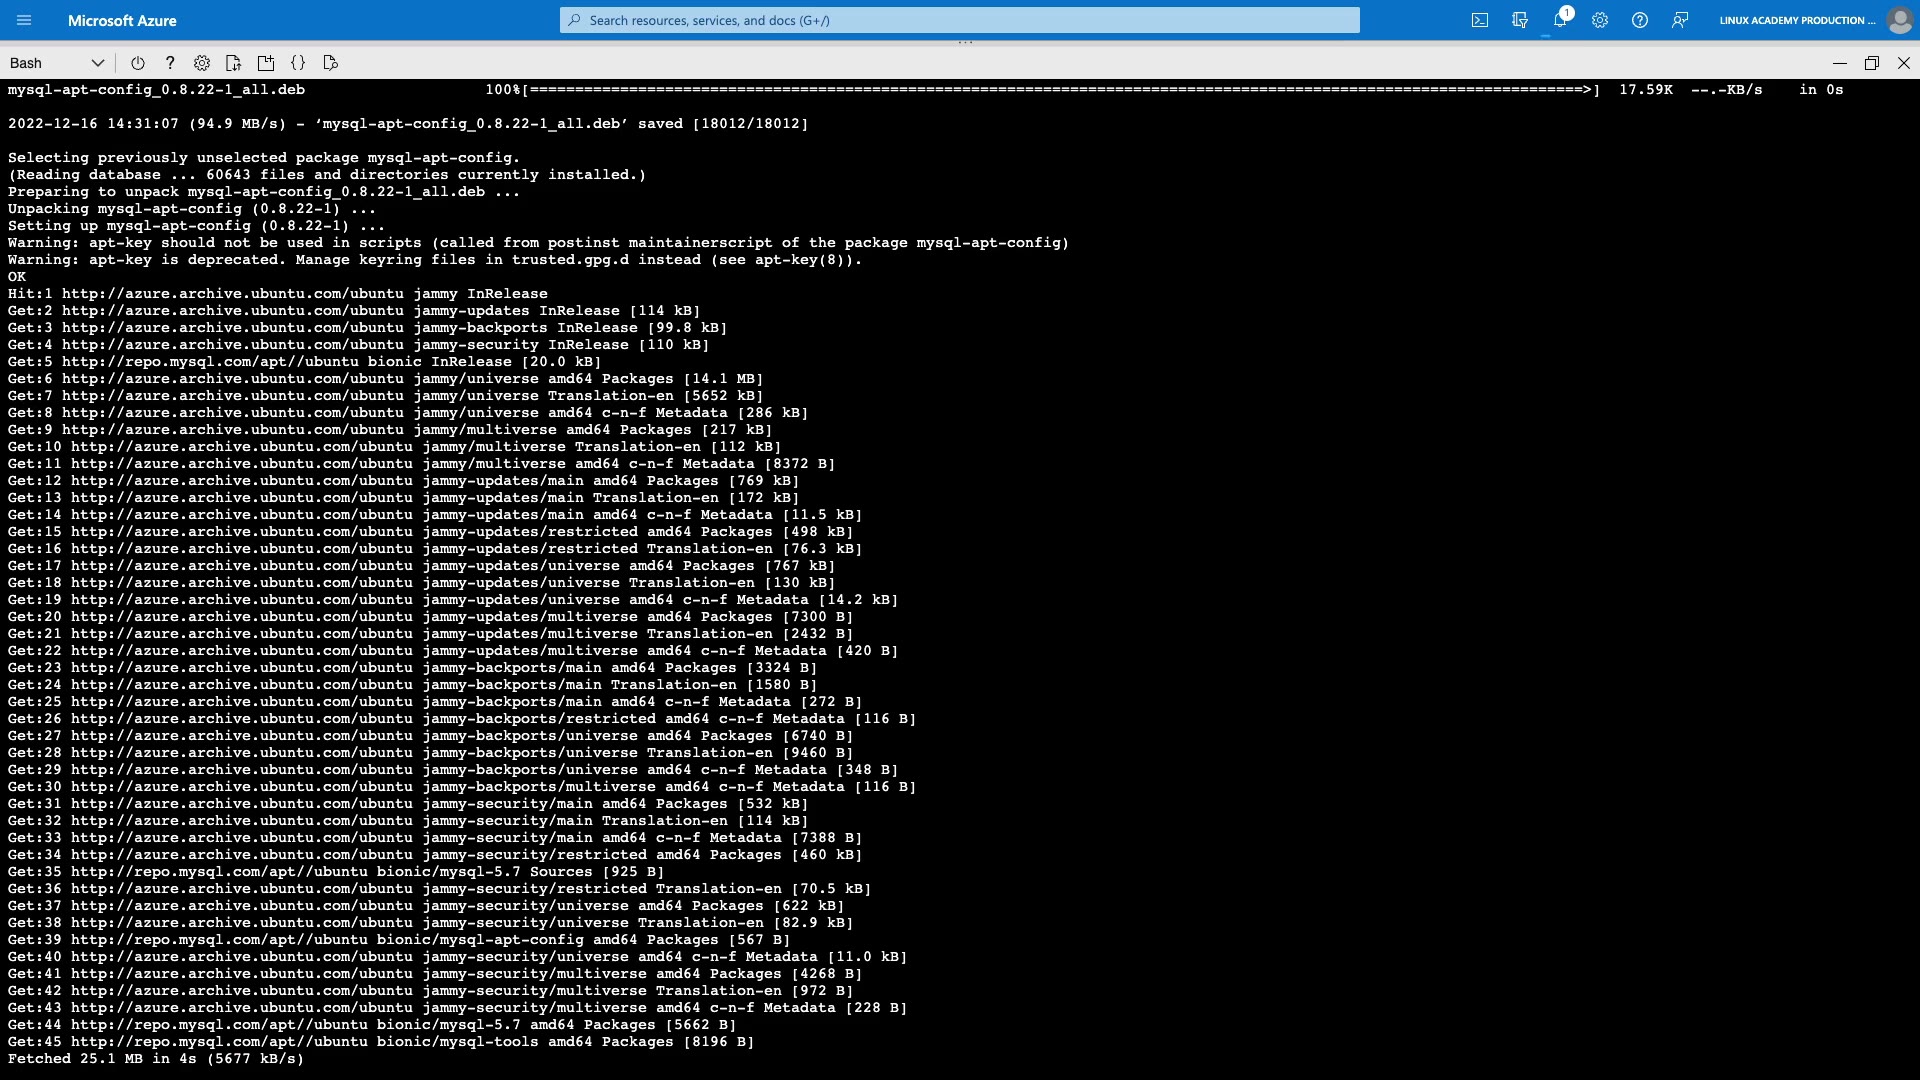 Microsoft Azure
Search resources, services, and docs (G+/)
1
LINUX ACADEMY PRODUCTION ...
Bash
mysql-apt-config_0.8.22-1_all.deb 100%[=====================================================================================================================>] 17.59K --.-KB/s in 0s
2022-12-16 14:31:07 (94.9 MB/s) - ‘mysql-apt-config_0.8.22-1_all.deb’ saved [18012/18012]
Selecting previously unselected package mysql-apt-config.
(Reading database ... 60643 files and directories currently installed.)
Preparing to unpack mysql-apt-config_0.8.22-1_all.deb ...
Unpacking mysql-apt-config (0.8.22-1) ...
Setting up mysql-apt-config (0.8.22-1) ...
Warning: apt-key should not be used in scripts (called from postinst maintainerscript of the package mysql-apt-config)
Warning: apt-key is deprecated. Manage keyring files in trusted.gpg.d instead (see apt-key(8)).
OK
Hit:1 http://azure.archive.ubuntu.com/ubuntu jammy InRelease
Get:2 http://azure.archive.ubuntu.com/ubuntu jammy-updates InRelease [114 kB]
Get:3 http://azure.archive.ubuntu.com/ubuntu jammy-backports InRelease [99.8 kB]
Get:4 http://azure.archive.ubuntu.com/ubuntu jammy-security InRelease [110 kB]
Get:5 http://repo.mysql.com/apt//ubuntu bionic InRelease [20.0 kB]
Get:6 http://azure.archive.ubuntu.com/ubuntu jammy/universe amd64 Packages [14.1 MB]
Get:7 http://azure.archive.ubuntu.com/ubuntu jammy/universe Translation-en [5652 kB]
Get:8 http://azure.archive.ubuntu.com/ubuntu jammy/universe amd64 c-n-f Metadata [286 kB]
Get:9 http://azure.archive.ubuntu.com/ubuntu jammy/multiverse amd64 Packages [217 kB]
Get:10 http://azure.archive.ubuntu.com/ubuntu jammy/multiverse Translation-en [112 kB]
Get:11 http://azure.archive.ubuntu.com/ubuntu jammy/multiverse amd64 c-n-f Metadata [8372 B]
Get:12 http://azure.archive.ubuntu.com/ubuntu jammy-updates/main amd64 Packages [769 kB]
Get:13 http://azure.archive.ubuntu.com/ubuntu jammy-updates/main Translation-en [172 kB]
Get:14 http://azure.archive.ubuntu.com/ubuntu jammy-updates/main amd64 c-n-f Metadata [11.5 kB]
Get:15 http://azure.archive.ubuntu.com/ubuntu jammy-updates/restricted amd64 Packages [498 kB]
Get:16 http://azure.archive.ubuntu.com/ubuntu jammy-updates/restricted Translation-en [76.3 kB]
Get:17 http://azure.archive.ubuntu.com/ubuntu jammy-updates/universe amd64 Packages [767 kB]
Get:18 http://azure.archive.ubuntu.com/ubuntu jammy-updates/universe Translation-en [130 kB]
Get:19 http://azure.archive.ubuntu.com/ubuntu jammy-updates/universe amd64 c-n-f Metadata [14.2 kB]
Get:20 http://azure.archive.ubuntu.com/ubuntu jammy-updates/multiverse amd64 Packages [7300 B]
Get:21 http://azure.archive.ubuntu.com/ubuntu jammy-updates/multiverse Translation-en [2432 B]
Get:22 http://azure.archive.ubuntu.com/ubuntu jammy-updates/multiverse amd64 c-n-f Metadata [420 B]
Get:23 http://azure.archive.ubuntu.com/ubuntu jammy-backports/main amd64 Packages [3324 B]
Get:24 http://azure.archive.ubuntu.com/ubuntu jammy-backports/main Translation-en [1580 B]
Get:25 http://azure.archive.ubuntu.com/ubuntu jammy-backports/main amd64 c-n-f Metadata [272 B]
Get:26 http://azure.archive.ubuntu.com/ubuntu jammy-backports/restricted amd64 c-n-f Metadata [116 B]
Get:27 http://azure.archive.ubuntu.com/ubuntu jammy-backports/universe amd64 Packages [6740 B]
Get:28 http://azure.archive.ubuntu.com/ubuntu jammy-backports/universe Translation-en [9460 B]
Get:29 http://azure.archive.ubuntu.com/ubuntu jammy-backports/universe amd64 c-n-f Metadata [348 B]
Get:30 http://azure.archive.ubuntu.com/ubuntu jammy-backports/multiverse amd64 c-n-f Metadata [116 B]
Get:31 http://azure.archive.ubuntu.com/ubuntu jammy-security/main amd64 Packages [532 kB]
Get:32 http://azure.archive.ubuntu.com/ubuntu jammy-security/main Translation-en [114 kB]
Get:33 http://azure.archive.ubuntu.com/ubuntu jammy-security/main amd64 c-n-f Metadata [7388 B]
Get:34 http://azure.archive.ubuntu.com/ubuntu jammy-security/restricted amd64 Packages [460 kB]
Get:35 http://repo.mysql.com/apt//ubuntu bionic/mysql-5.7 Sources [925 B]
Get:36 http://azure.archive.ubuntu.com/ubuntu jammy-security/restricted Translation-en [70.5 kB]
Get:37 http://azure.archive.ubuntu.com/ubuntu jammy-security/universe amd64 Packages [622 kB]
Get:38 http://azure.archive.ubuntu.com/ubuntu jammy-security/universe Translation-en [82.9 kB]
Get:39 http://repo.mysql.com/apt//ubuntu bionic/mysql-apt-config amd64 Packages [567 B]
Get:40 http://azure.archive.ubuntu.com/ubuntu jammy-security/universe amd64 c-n-f Metadata [11.0 kB]
Get:41 http://azure.archive.ubuntu.com/ubuntu jammy-security/multiverse amd64 Packages [4268 B]
Get:42 http://azure.archive.ubuntu.com/ubuntu jammy-security/multiverse Translation-en [972 B]
Get:43 http://azure.archive.ubuntu.com/ubuntu jammy-security/multiverse amd64 c-n-f Metadata [228 B]
Get:44 http://repo.mysql.com/apt//ubuntu bionic/mysql-5.7 amd64 Packages [5662 B]
Get:45 http://repo.mysql.com/apt//ubuntu bionic/mysql-tools amd64 Packages [8196 B]
Fetched 25.1 MB in 4s (5677 kB/s)